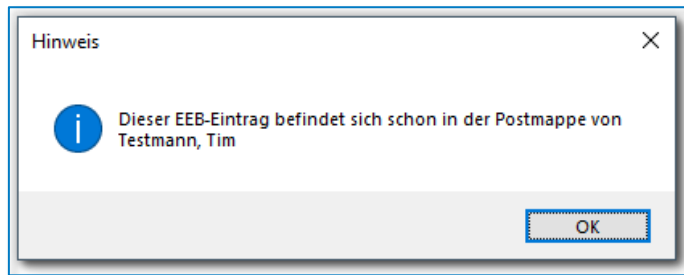 Hinweis
Dieser EEB-Eintrag befindet sich schon in der Postmappe von
Testmann, Tim
OK